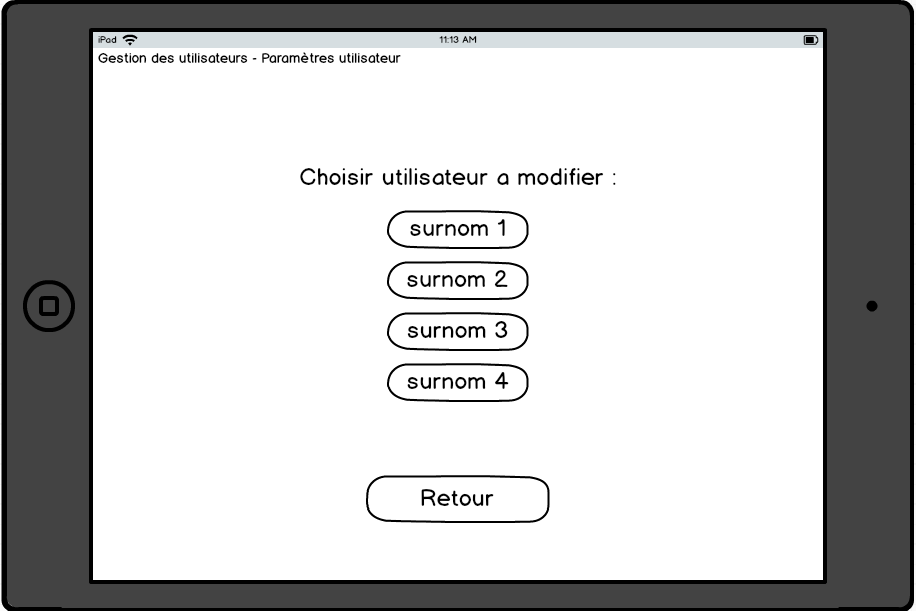 iPad 11:13 AM
Gestion des utilisateurs - Paramètres utilisateur
Choisir utilisateur a modifier :
surnom 1
surnom 2
surnom 3
surnom 4
Retour